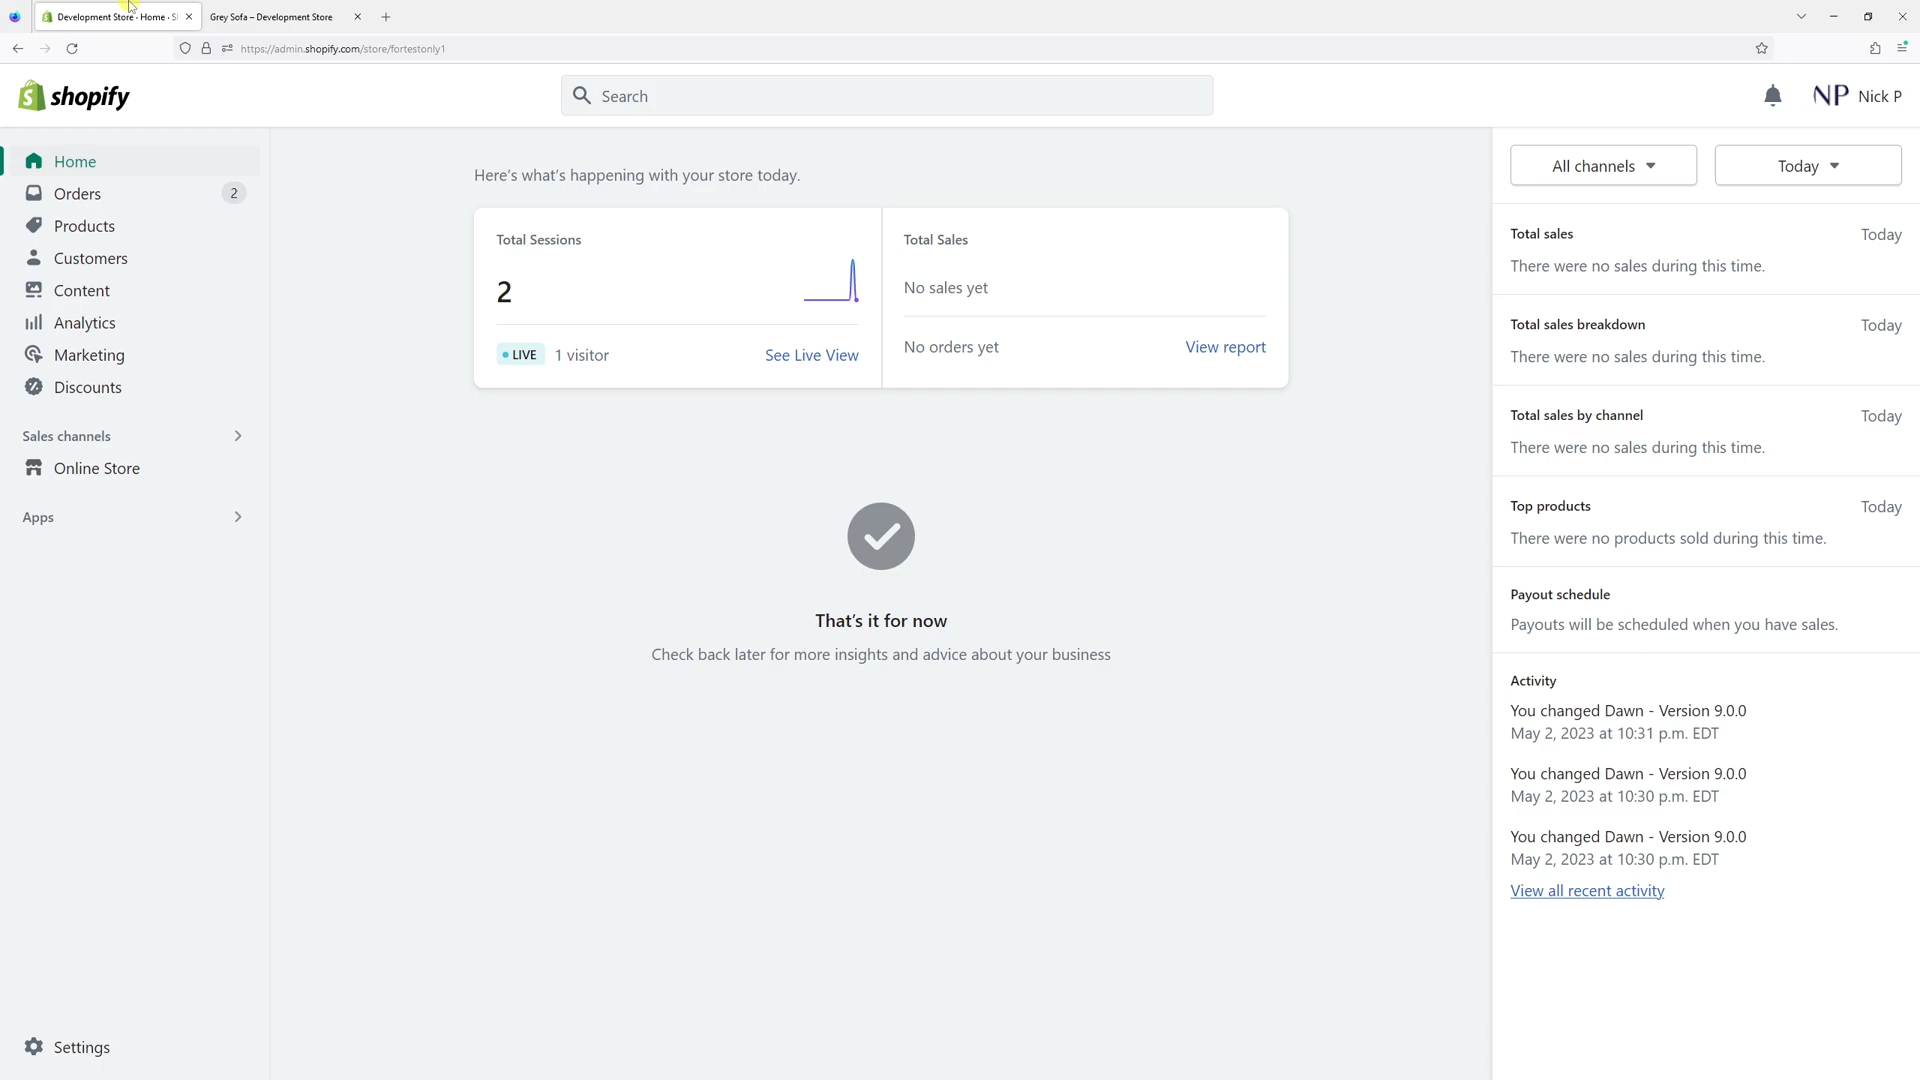 Development Store · Home · S
Grey Sofa – Development Store
https://admin.shopify.com/store/fortestonly1
shopify
Search
NP Nick P
Home
Orders 2
Products
Customers
Content
Analytics
Marketing
Discounts
Sales channels
Online Store
Apps
Settings
Here's what's happening with your store today.
Total Sessions
2
LIVE 1 visitor See Live View
Total Sales
No sales yet
No orders yet View report
That's it for now
Check back later for more insights and advice about your business
All channels Today
Total sales Today
There were no sales during this time.
Total sales breakdown Today
There were no sales during this time.
Total sales by channel Today
There were no sales during this time.
Top products Today
There were no products sold during this time.
Payout schedule
Payouts will be scheduled when you have sales.
Activity
You changed Dawn - Version 9.0.0
May 2, 2023 at 10:31 p.m. EDT
You changed Dawn - Version 9.0.0
May 2, 2023 at 10:30 p.m. EDT
You changed Dawn - Version 9.0.0
May 2, 2023 at 10:30 p.m. EDT
View all recent activity